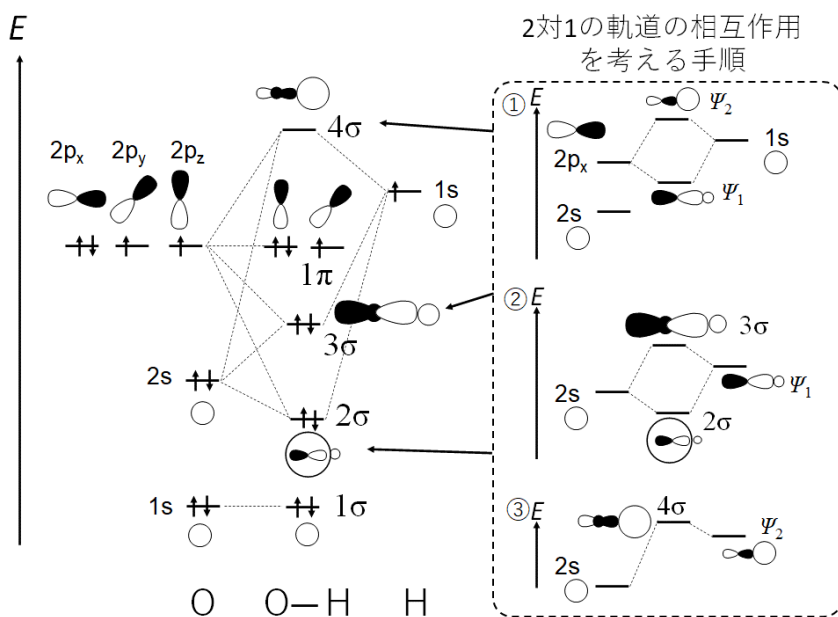 2対1の軌道の相互作用
を考える手順
E
4σ
2px 2py 2pz
1s
1π
3σ
2s
2σ
1s
1σ
O O–H H
① E
Ψ2
2px
1s
Ψ1
2s
② E
3σ
2s
Ψ1
2σ
③ E
4σ
Ψ2
2s